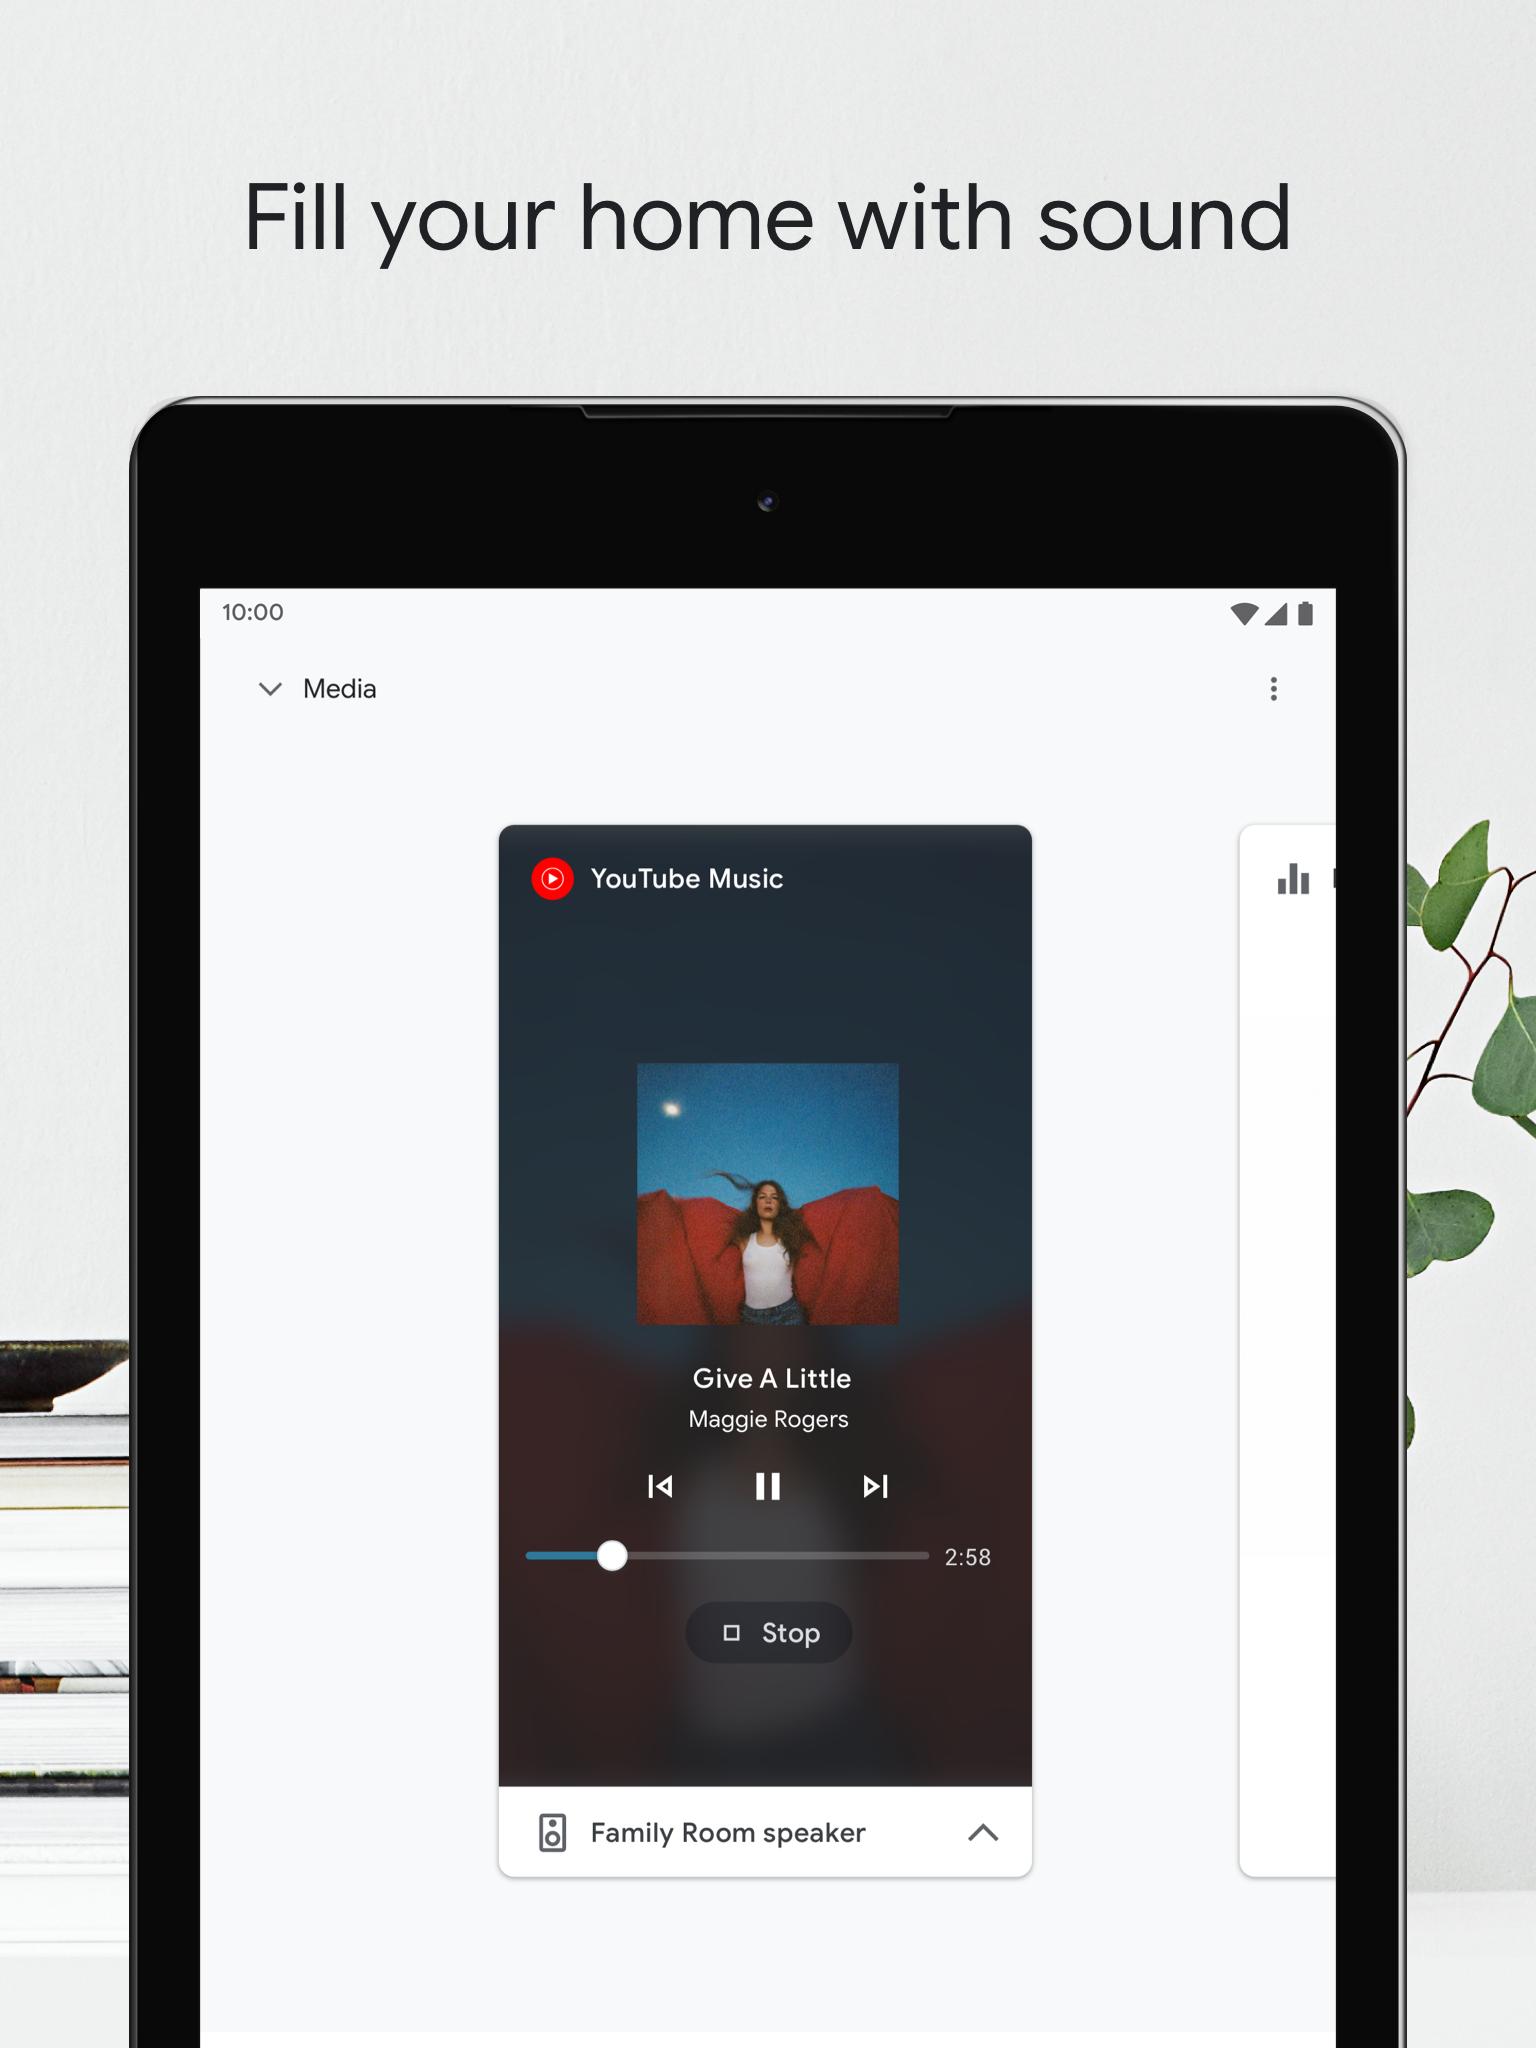 Fill your home with sound
10:00
Media
YouTube Music
Give A Little
Maggie Rogers
2:58
Stop
Family Room speaker